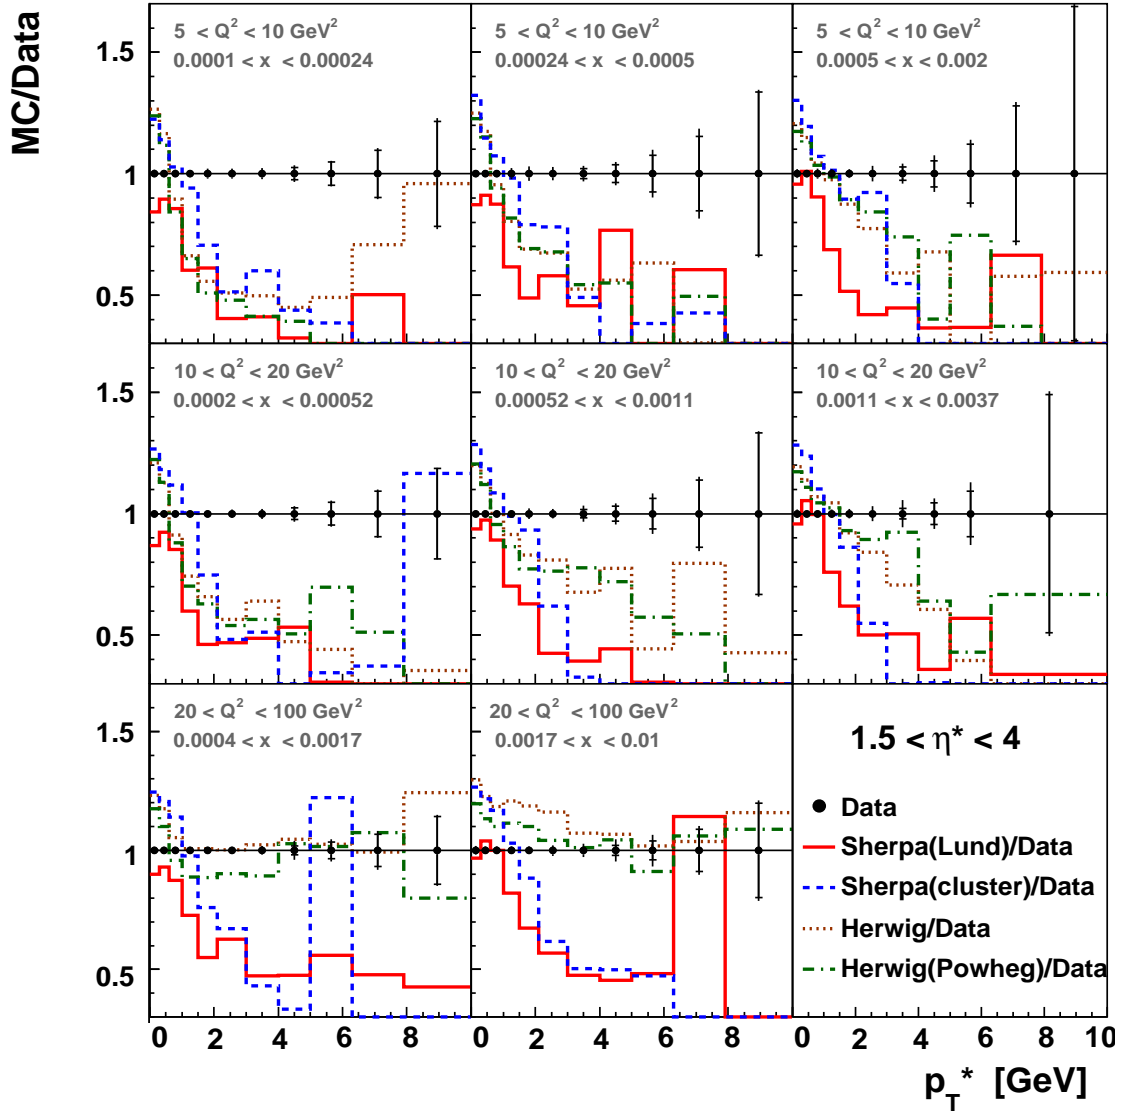 MC/Data
5 < Q² < 10 GeV²
0.0001 < x < 0.00024
5 < Q² < 10 GeV²
0.00024 < x < 0.0005
5 < Q² < 10 GeV²
0.0005 < x < 0.002
1.5
1
0.5
10 < Q² < 20 GeV²
0.0002 < x < 0.00052
10 < Q² < 20 GeV²
0.00052 < x < 0.0011
10 < Q² < 20 GeV²
0.0011 < x < 0.0037
1.5
1
0.5
20 < Q² < 100 GeV²
0.0004 < x < 0.0017
20 < Q² < 100 GeV²
0.0017 < x < 0.01
1.5
1
0.5
1.5 < η* < 4
Data
Sherpa(Lund)/Data
Sherpa(cluster)/Data
Herwig/Data
Herwig(Powheg)/Data
0 2 4 6 8 0 2 4 6 8 0 2 4 6 8 10
p_T* [GeV]